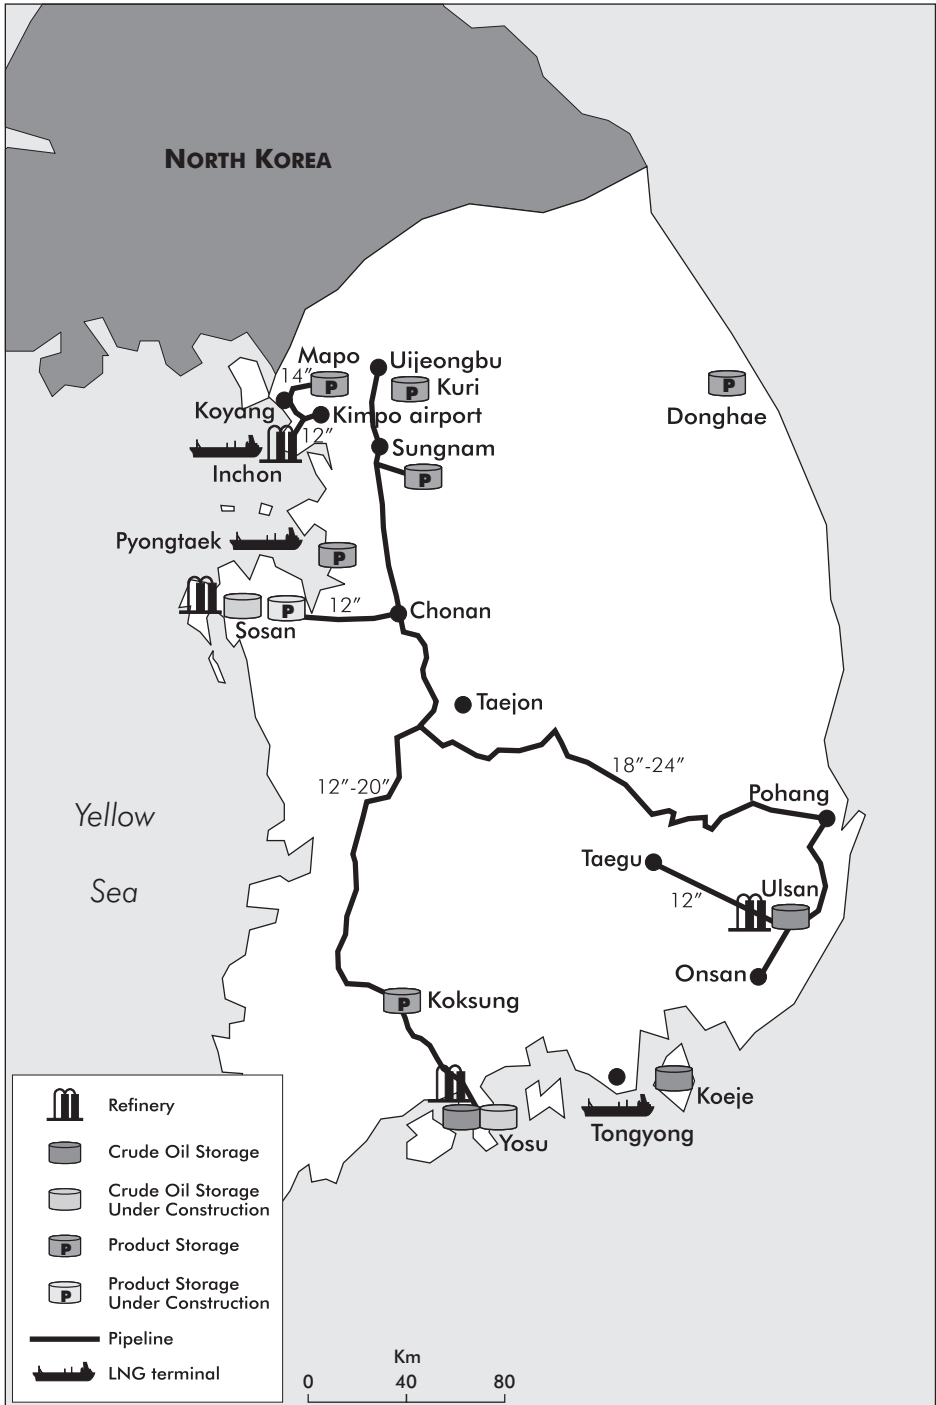 NORTH KOREA
Mapo
Uijeongbu
14”
P
P
Kuri
Koyang
Kimpo airport
Donghae
P
12”
Sungnam
Inchon
P
Pyongtaek
P
P
12”
Chonan
Sosan
Taejon
18”-24”
12”-20”
Pohang
Yellow
Sea
Taegu
Ulsan
12”
Onsan
P
Koksung
Koeje
Tongyong
Yosu
Refinery
Crude Oil Storage
Crude Oil Storage
Under Construction
P
Product Storage
P
Product Storage
Under Construction
Pipeline
LNG terminal
Km
0 40 80